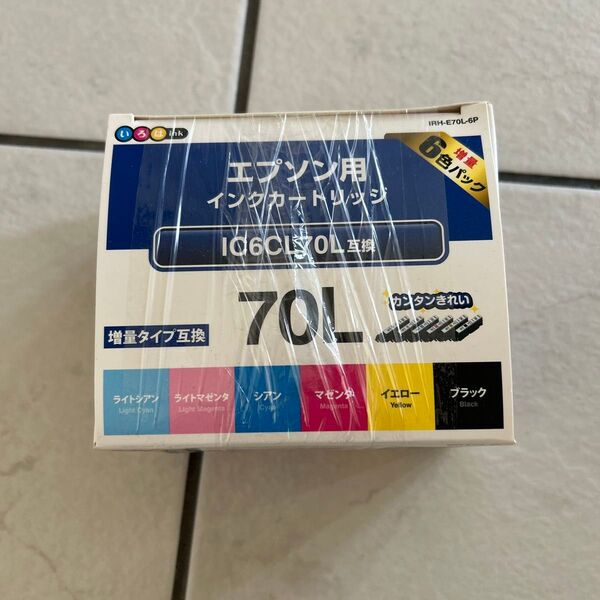 いろは ink
IRH-E70L-6P
増量
6色パック
エプソン用
インクカートリッジ
IC6CL70L互換
70L
カンタンきれい
増量タイプ互換
ライトシアン
Light Cyan
ライトマゼンタ
Light Magenta
シアン
Cyan
マゼンタ
Magenta
イエロー
Yellow
ブラック
Black